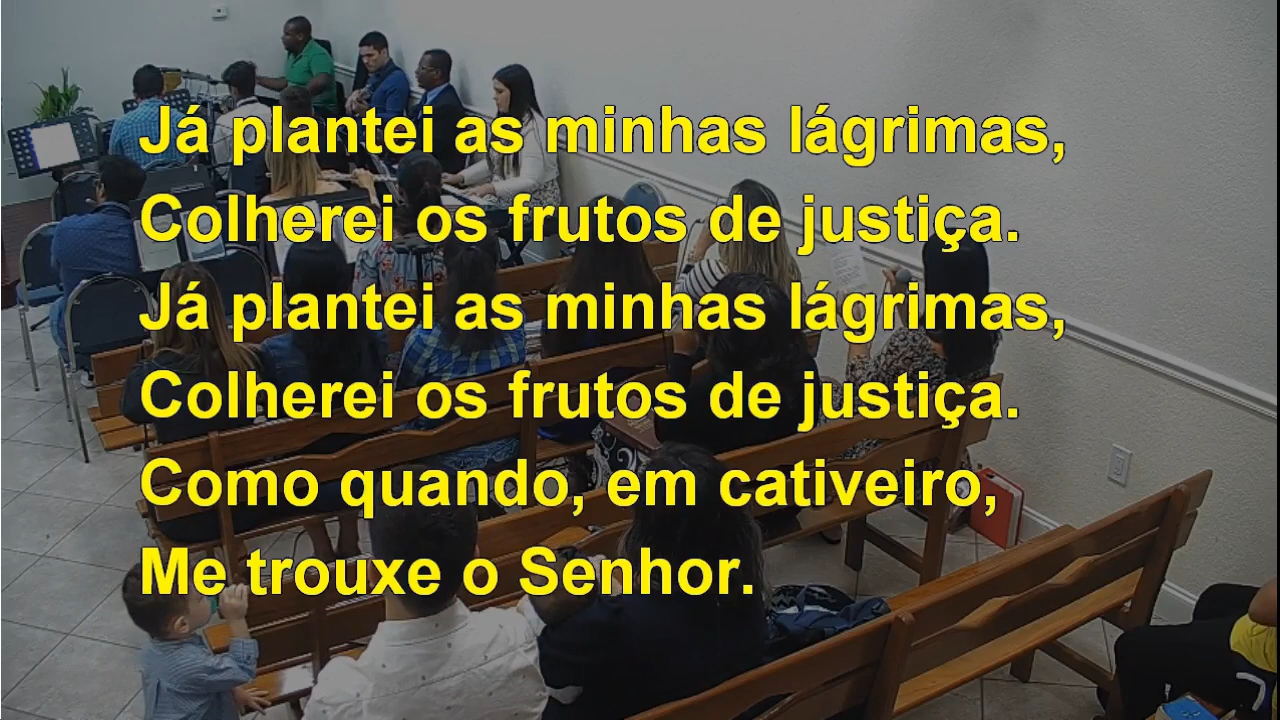 Já plantei as minhas lágrimas,
Colherei os frutos de justiça.
Já plantei as minhas lágrimas,
Colherei os frutos de justiça.
Como quando, em cativeiro,
Me trouxe o Senhor.